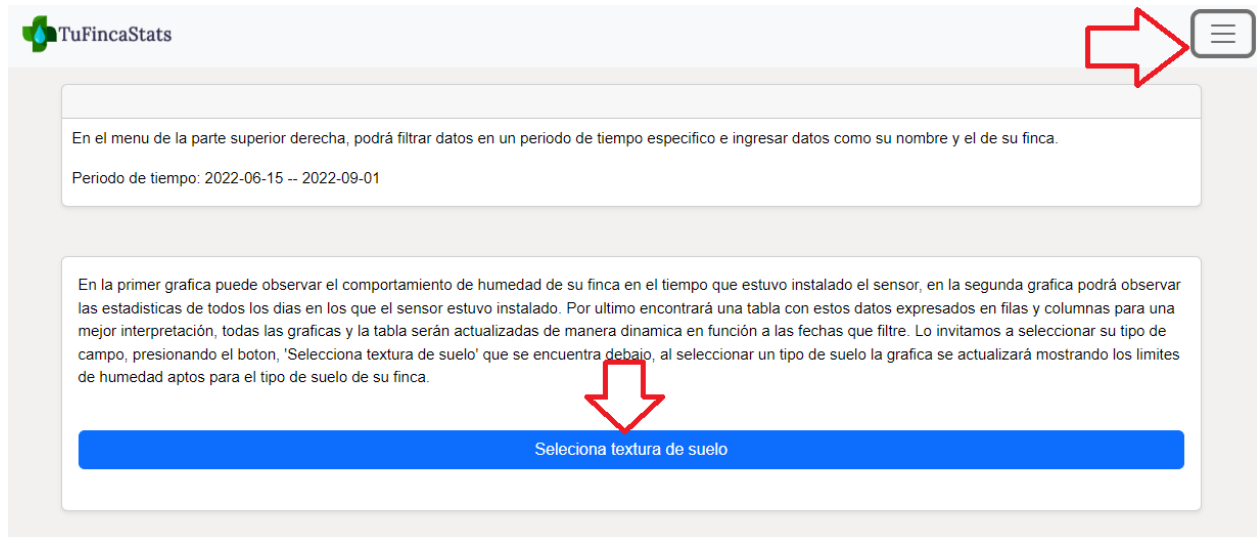 TuFincaStats
En el menu de la parte superior derecha, podrá filtrar datos en un periodo de tiempo especifico e ingresar datos como su nombre y el de su finca.
Periodo de tiempo: 2022-06-15 -- 2022-09-01
En la primer grafica puede observar el comportamiento de humedad de su finca en el tiempo que estuvo instalado el sensor, en la segunda grafica podrá observar
las estadisticas de todos los dias en los que el sensor estuvo instalado. Por ultimo encontrará una tabla con estos datos expresados en filas y columnas para una
mejor interpretación, todas las graficas y la tabla serán actualizadas de manera dinamica en función a las fechas que filtre. Lo invitamos a seleccionar su tipo de
campo, presionando el boton, 'Selecciona textura de suelo' que se encuentra debajo, al seleccionar un tipo de suelo la grafica se actualizará mostrando los limites
de humedad aptos para el tipo de suelo de su finca.
Seleciona textura de suelo